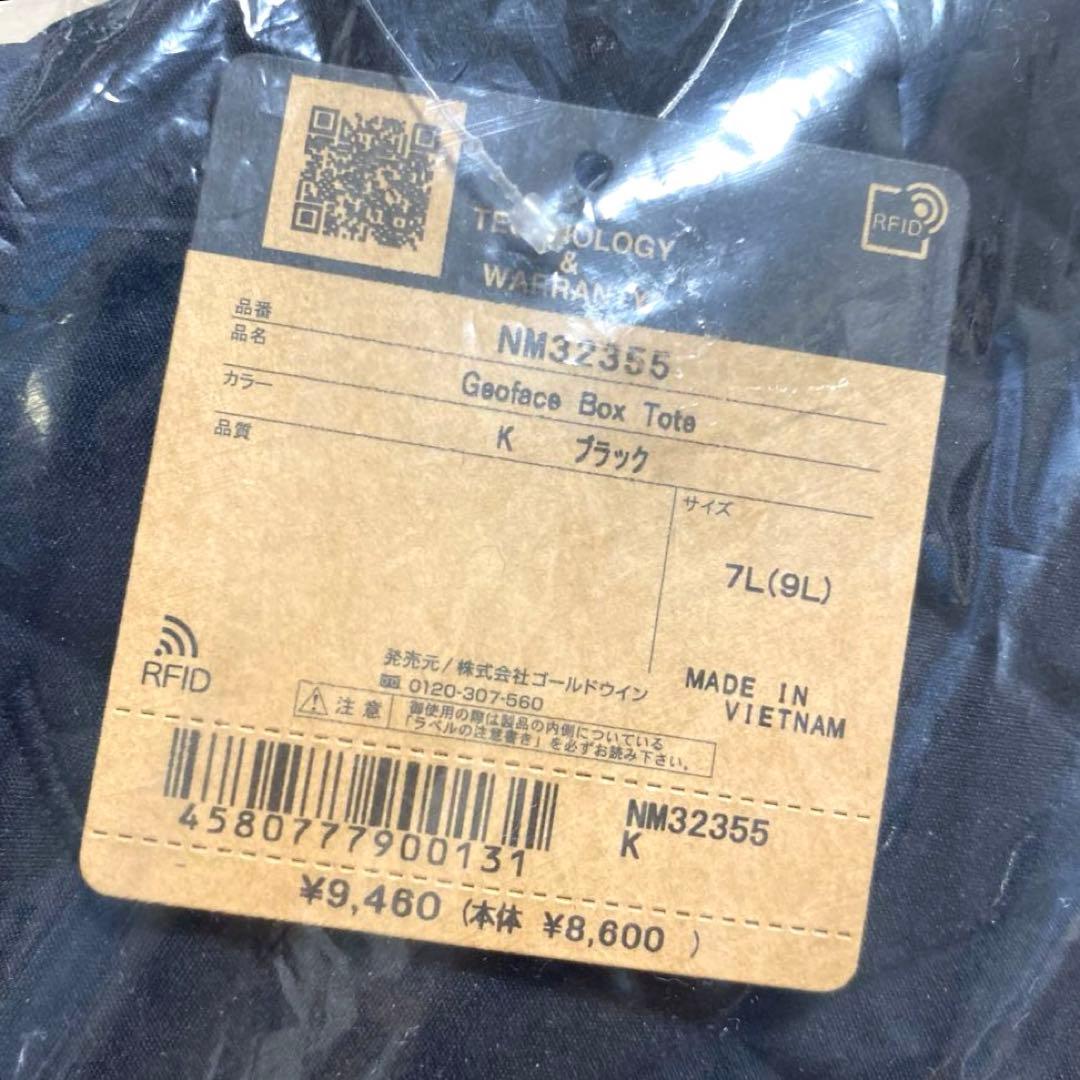 TECHNOLOGY
&
WARRANTY
RFID
品番 NM32355
品名 Geoface Box Tote
カラー K ブラック
品質
サイズ
7L(9L)
RFID
発売元/株式会社ゴールドウイン
0120-307-560
MADE IN
VIETNAM
注意
御使用の際は製品の内側についている
「ラベルの注意書き」を必ずお読み下さい。
4580777900131
NM32355
K
¥9,460 (本体 ¥8,600 )